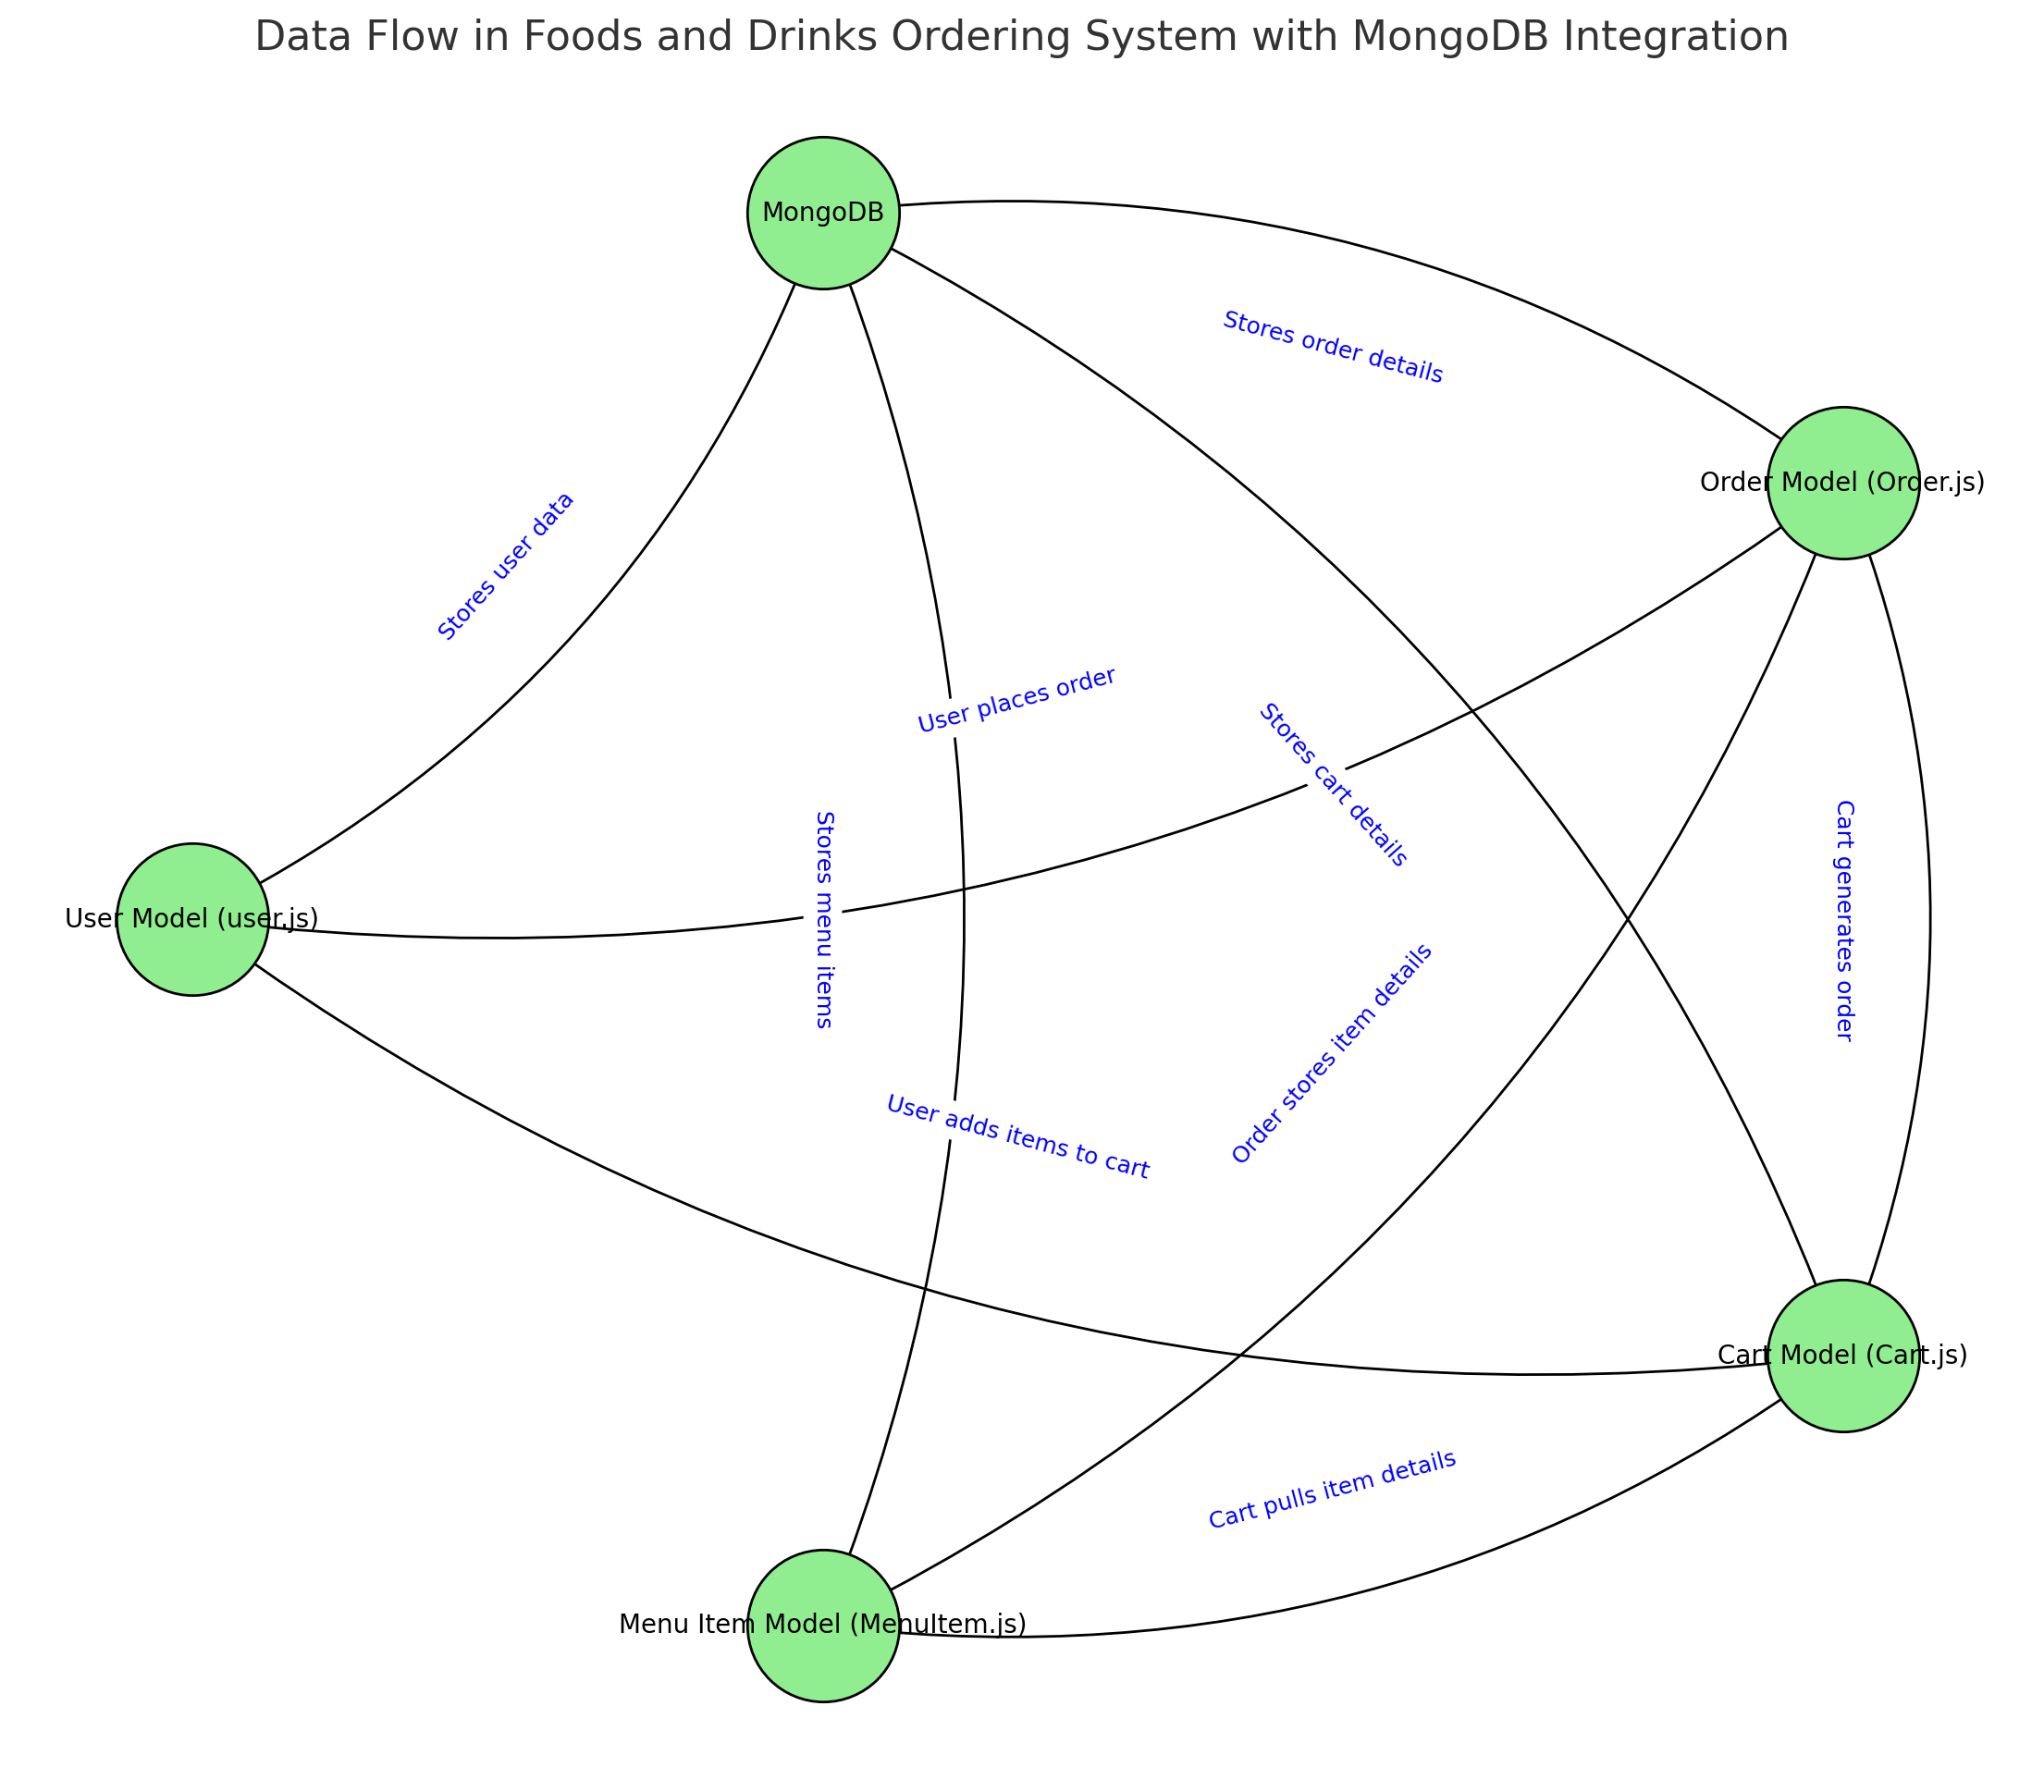 Data Flow in Foods and Drinks Ordering System with MongoDB Integration
MongoDB
Stores order details
Order Model (Order.js)
Stores user data
User places order
Stores cart details
Stores menu items
Cart generates order
User Model (user.js)
Order stores item details
User adds items to cart
Cart Model (Cart.js)
Cart pulls item details
Menu Item Model (MenuItem.js)